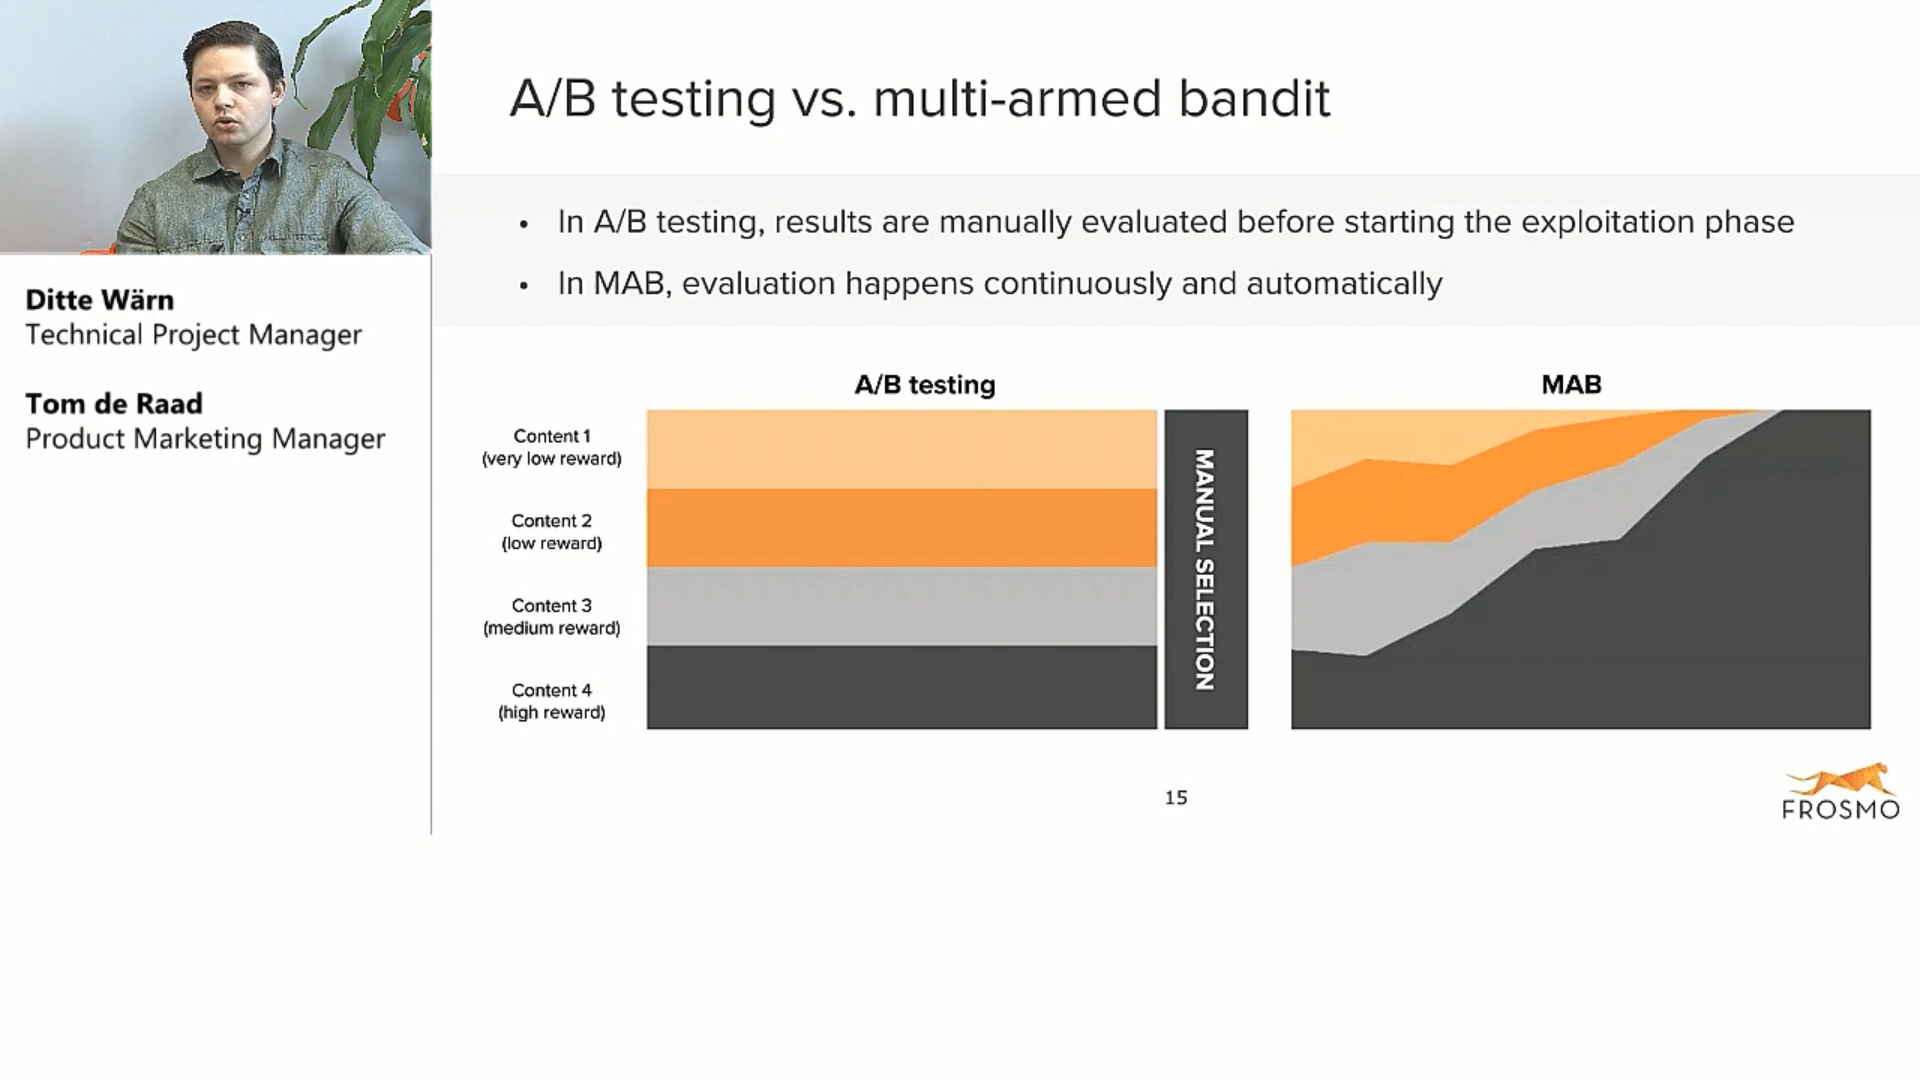 A/B testing vs. multi-armed bandit
• In A/B testing, results are manually evaluated before starting the exploitation phase
• In MAB, evaluation happens continuously and automatically
Ditte Wärn
Technical Project Manager
Tom de Raad
Product Marketing Manager
A/B testing
MAB
Content 1
(very low reward)
Content 2
(low reward)
Content 3
(medium reward)
Content 4
(high reward)
MANUAL SELECTION
15
FROSMO